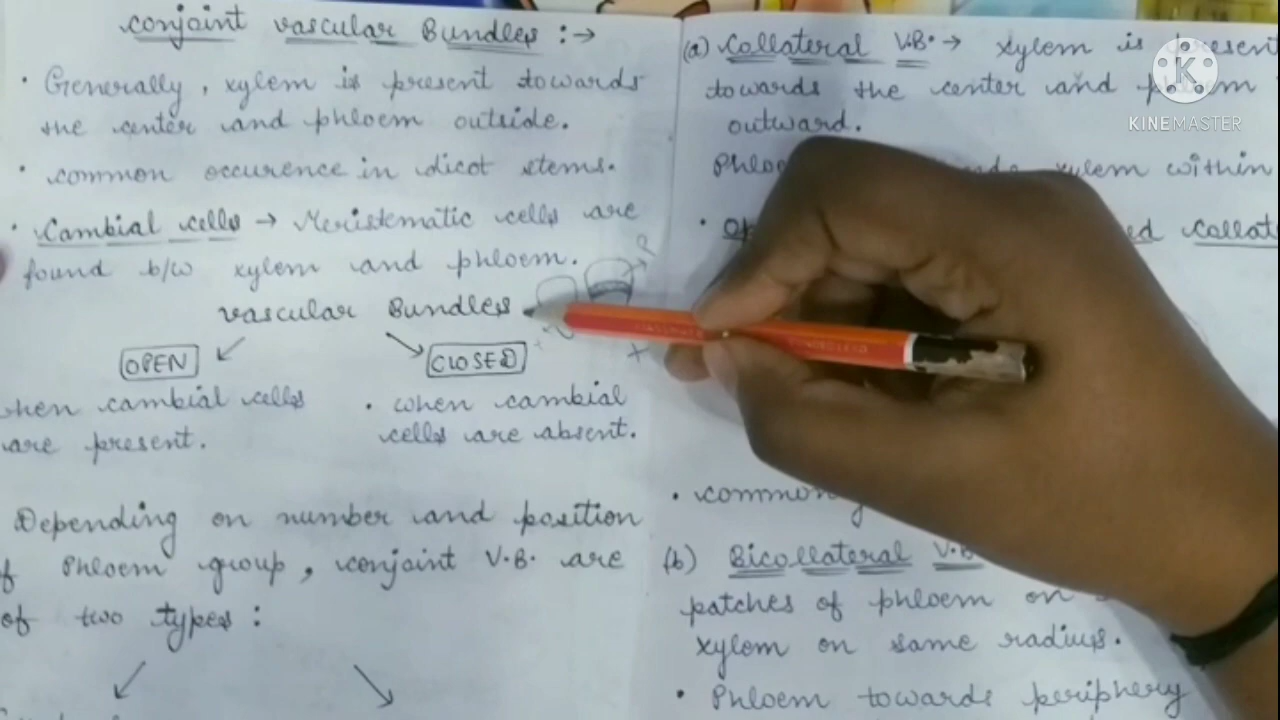 conjoint vascular Bundles :→
• Generally, xylem is present towards
the center and phloem outside.
• common occurence in dicot stems.
• Cambial cells → Meristematic cells are
found b/w xylem and phloem.
vascular Bundles
OPEN
CLOSED
when cambial cells
are present.
• when cambial
cells are absent.
Depending on number and position
of Phloem group, conjoint V.B. are
of two types :
(a) Collateral V.B. → xylem is present
towards the center and
outward.
xylem within
Collat
• common
(b) Bicollateral V.B
patches of phloem on
xylem on same radius.
• Phloem towards periphery
K
KINEMASTER